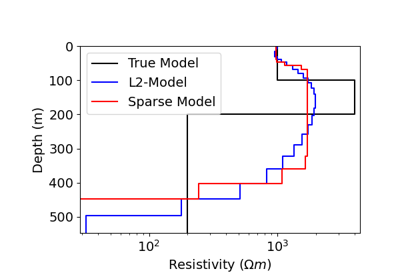 0
100
200
300
400
500
Depth (m)
True Model
L2-Model
Sparse Model
10²
10³
Resistivity (Ωm)